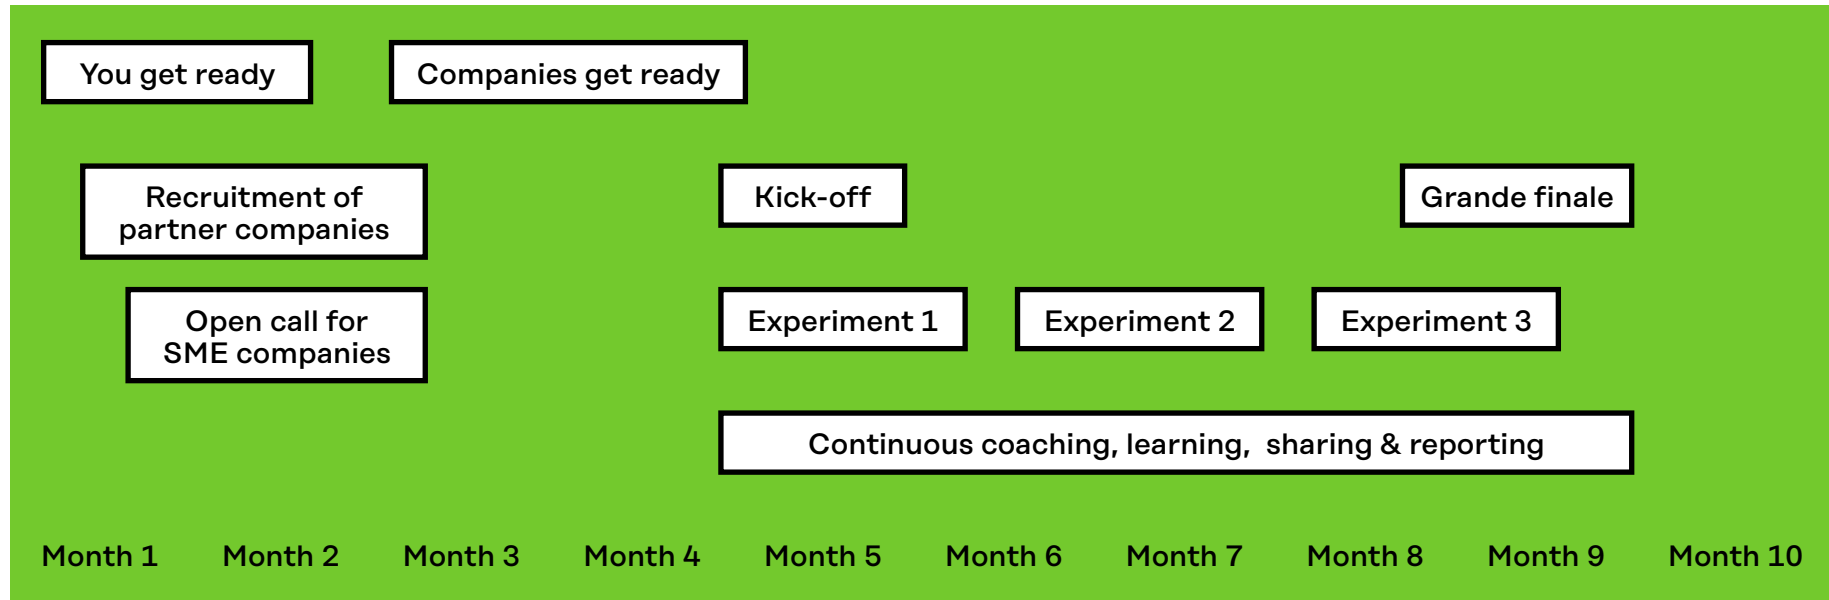 You get ready
Companies get ready
Recruitment of
partner companies
Kick-off
Grande finale
Open call for
SME companies
Experiment 1
Experiment 2
Experiment 3
Continuous coaching, learning, sharing & reporting
Month 1
Month 2
Month 3
Month 4
Month 5
Month 6
Month 7
Month 8
Month 9
Month 10